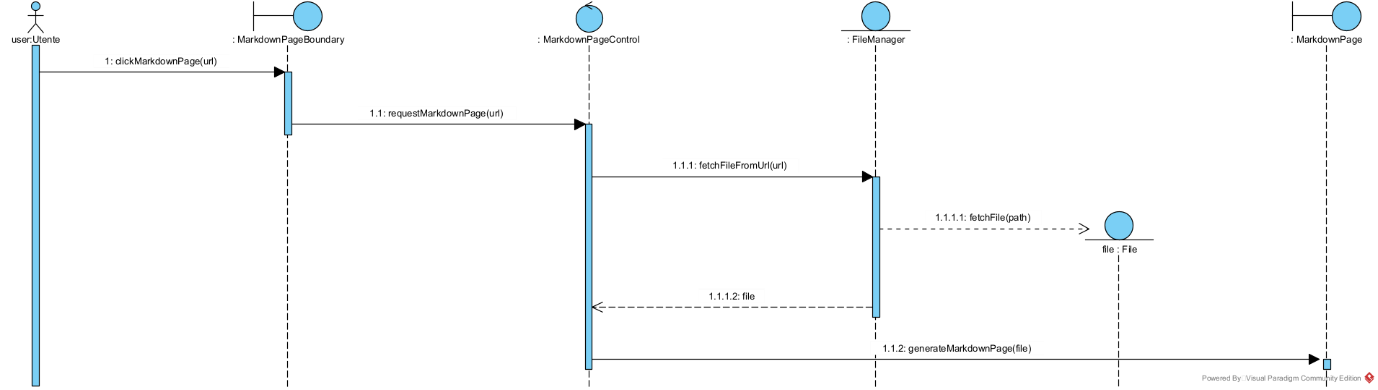 user:Utente
: MarkdownPageBoundary
: MarkdownPageControl
: FileManager
: MarkdownPage
1: clickMarkdownPage(url)
1.1: requestMarkdownPage(url)
1.1.1: fetchFileFromUrl(url)
1.1.1.1: fetchFile(path)
file : File
1.1.1.2: file
1.1.2: generateMarkdownPage(file)
Powered By: Visual Paradigm Community Edition